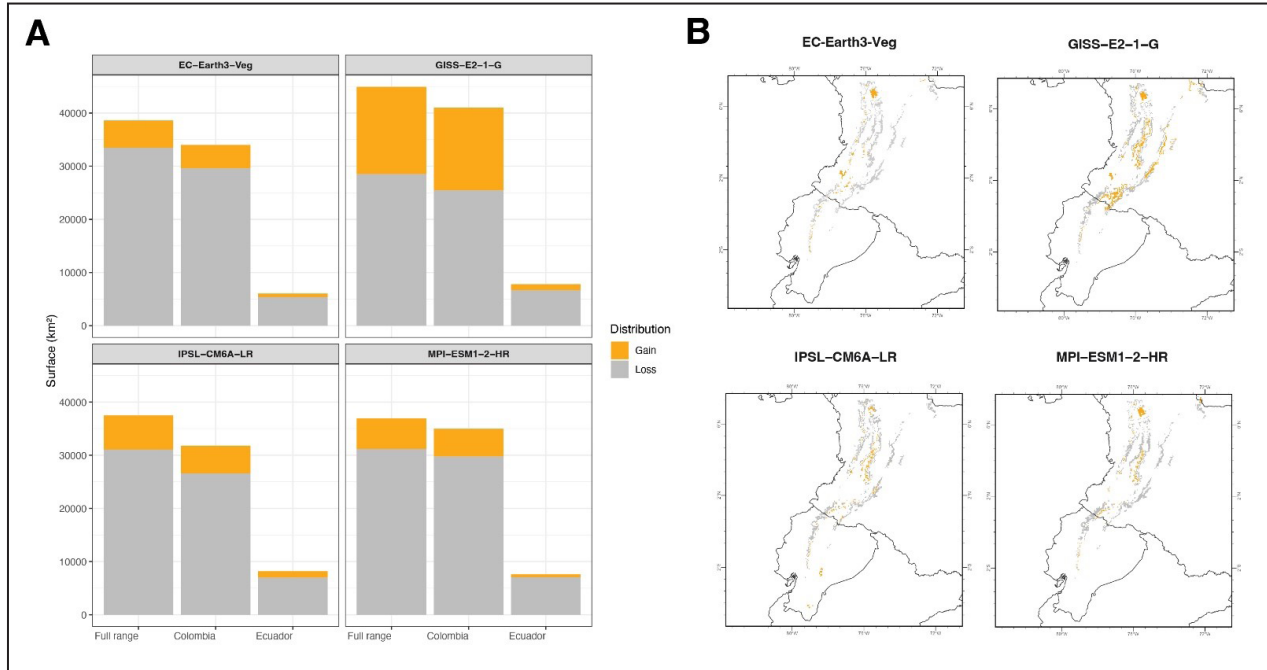 A
EC-Earth3-Veg
GISS-E2-1-G
40000
30000
20000
10000
0
IPSL-CM6A-LR
MPI-ESM1-2-HR
40000
30000
20000
10000
0
Surface (km²)
Full range
Colombia
Ecuador
Full range
Colombia
Ecuador
Distribution
Gain
Loss
B
EC-Earth3-Veg
GISS-E2-1-G
IPSL-CM6A-LR
MPI-ESM1-2-HR